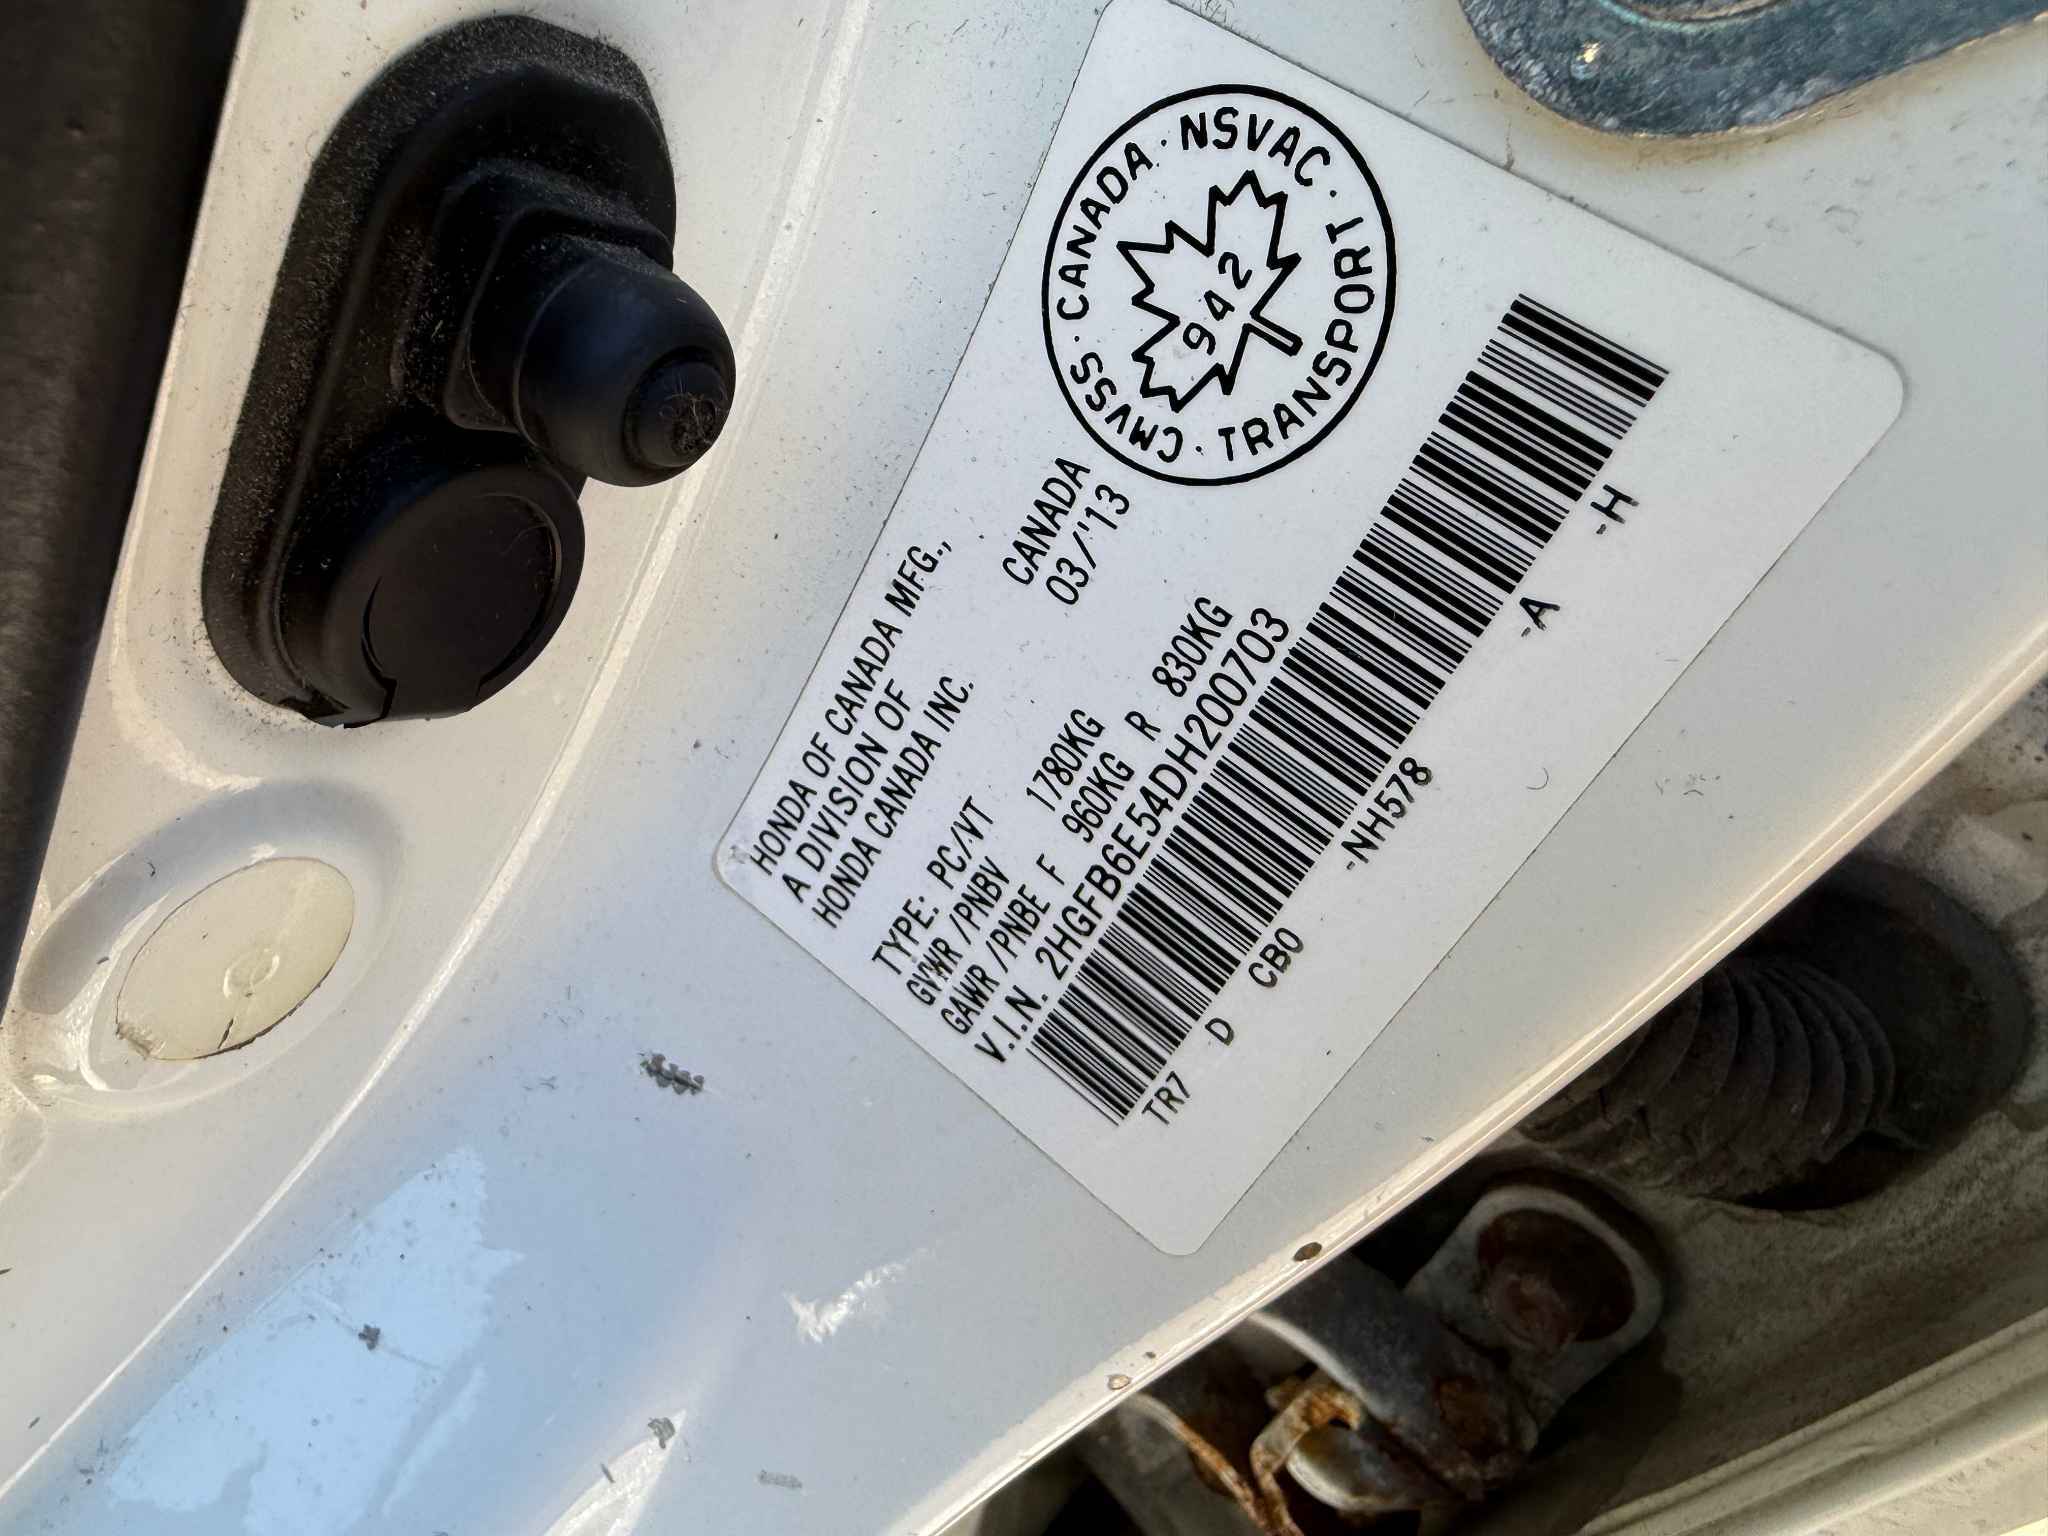 CMVSS · CANADA · NSVAC · TRANSPORT ·
942
HONDA OF CANADA MFG.,
A DIVISION OF
HONDA CANADA INC.
CANADA
03/'13
TYPE: PC/VT
GVWR /PNBV 1780KG
GAWR /PNBE F 960KG R 830KG
V.I.N. 2HGFB6E54DH200703
TR7 D CB0 -NH578 -A -H